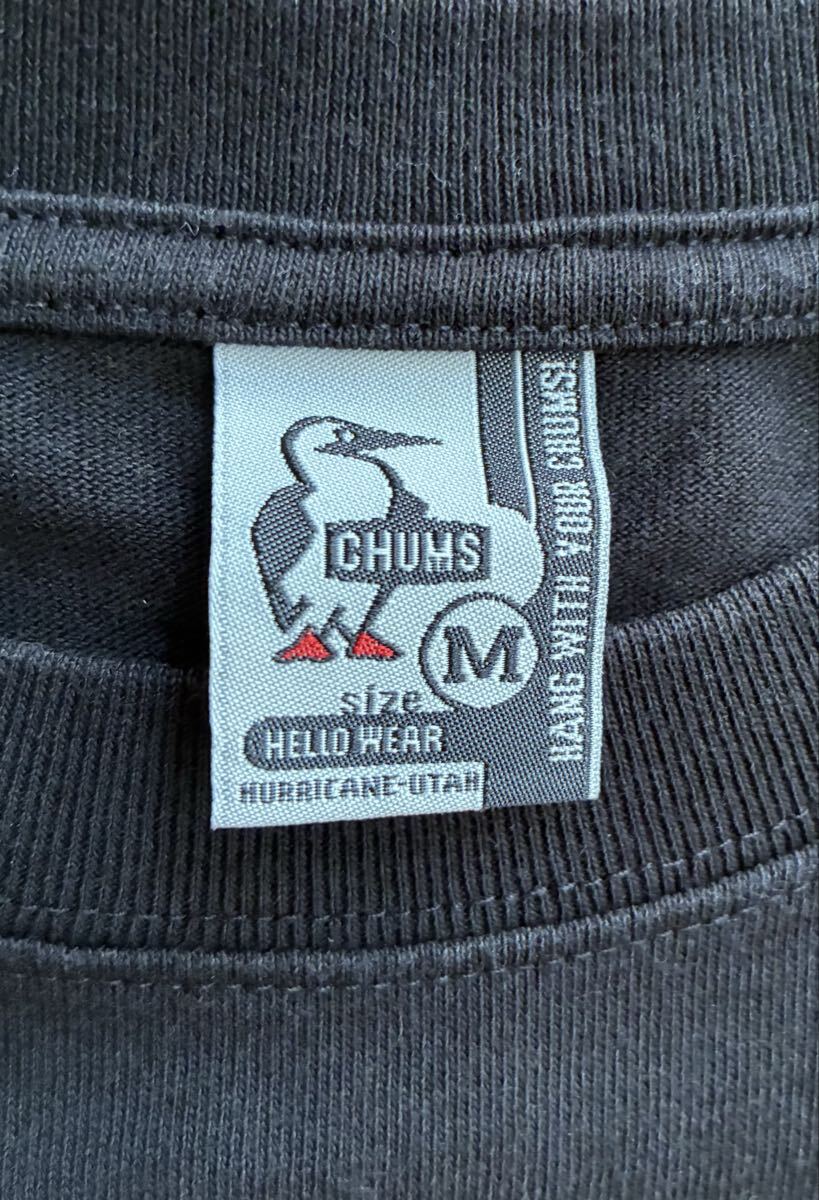 CHUMS
M
size
HELLO WEAR
HURRICANE-UTAH
HANG WITH YOUR CHUMS!